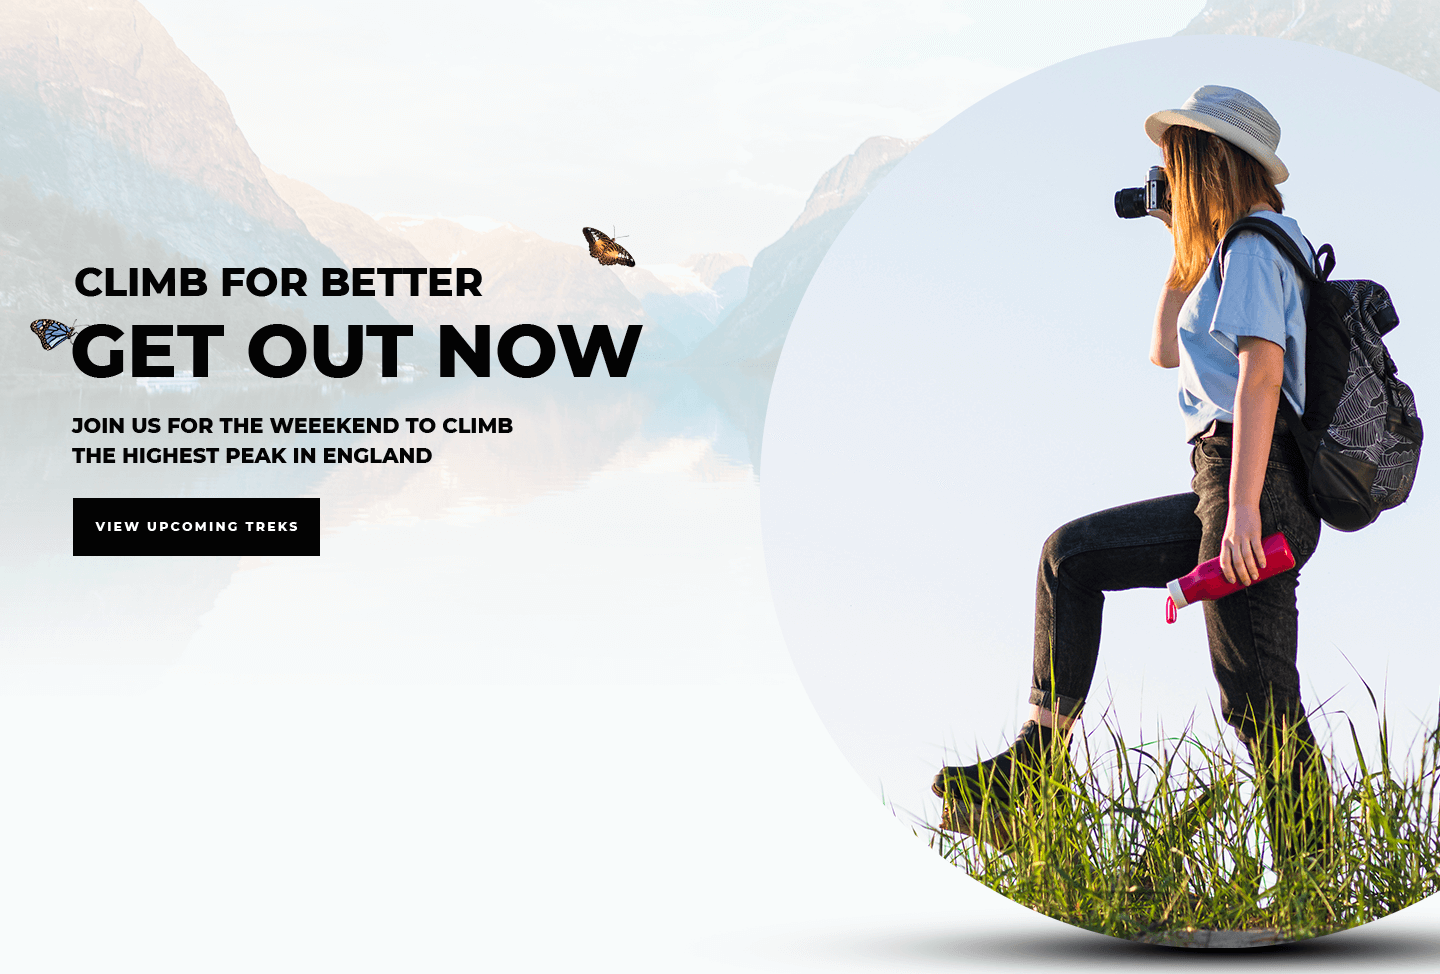 CLIMB FOR BETTER
GET OUT NOW
JOIN US FOR THE WEEEKEND TO CLIMB
THE HIGHEST PEAK IN ENGLAND
VIEW UPCOMING TREKS